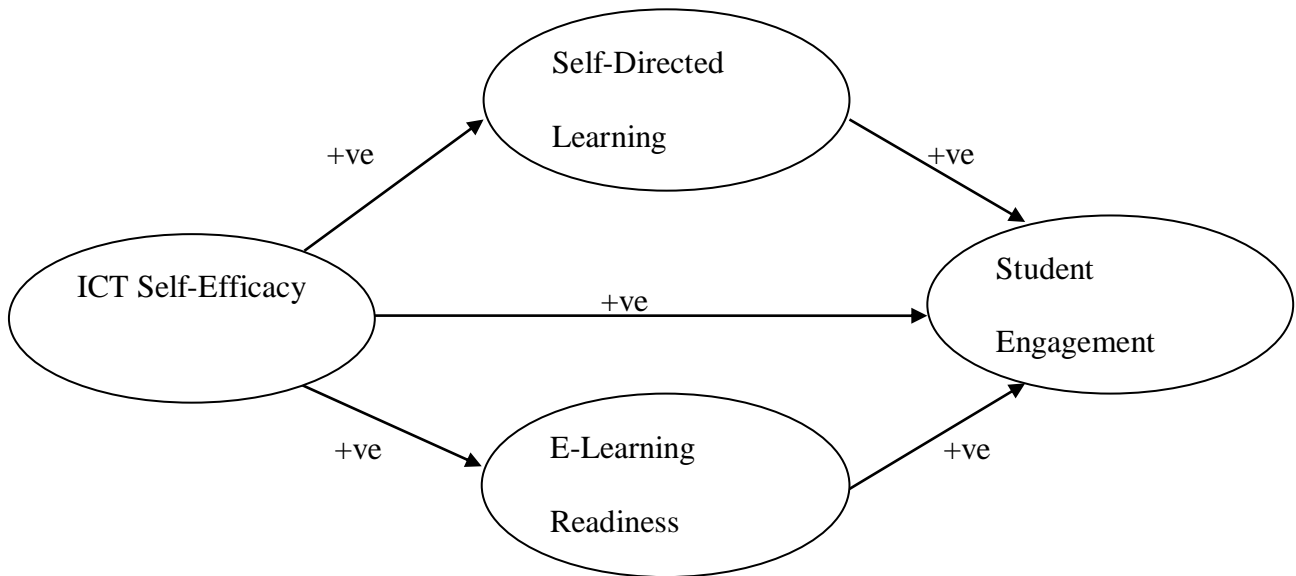 Self-Directed
Learning
+ve
+ve
ICT Self-Efficacy
+ve
Student
Engagement
+ve
E-Learning
Readiness
+ve